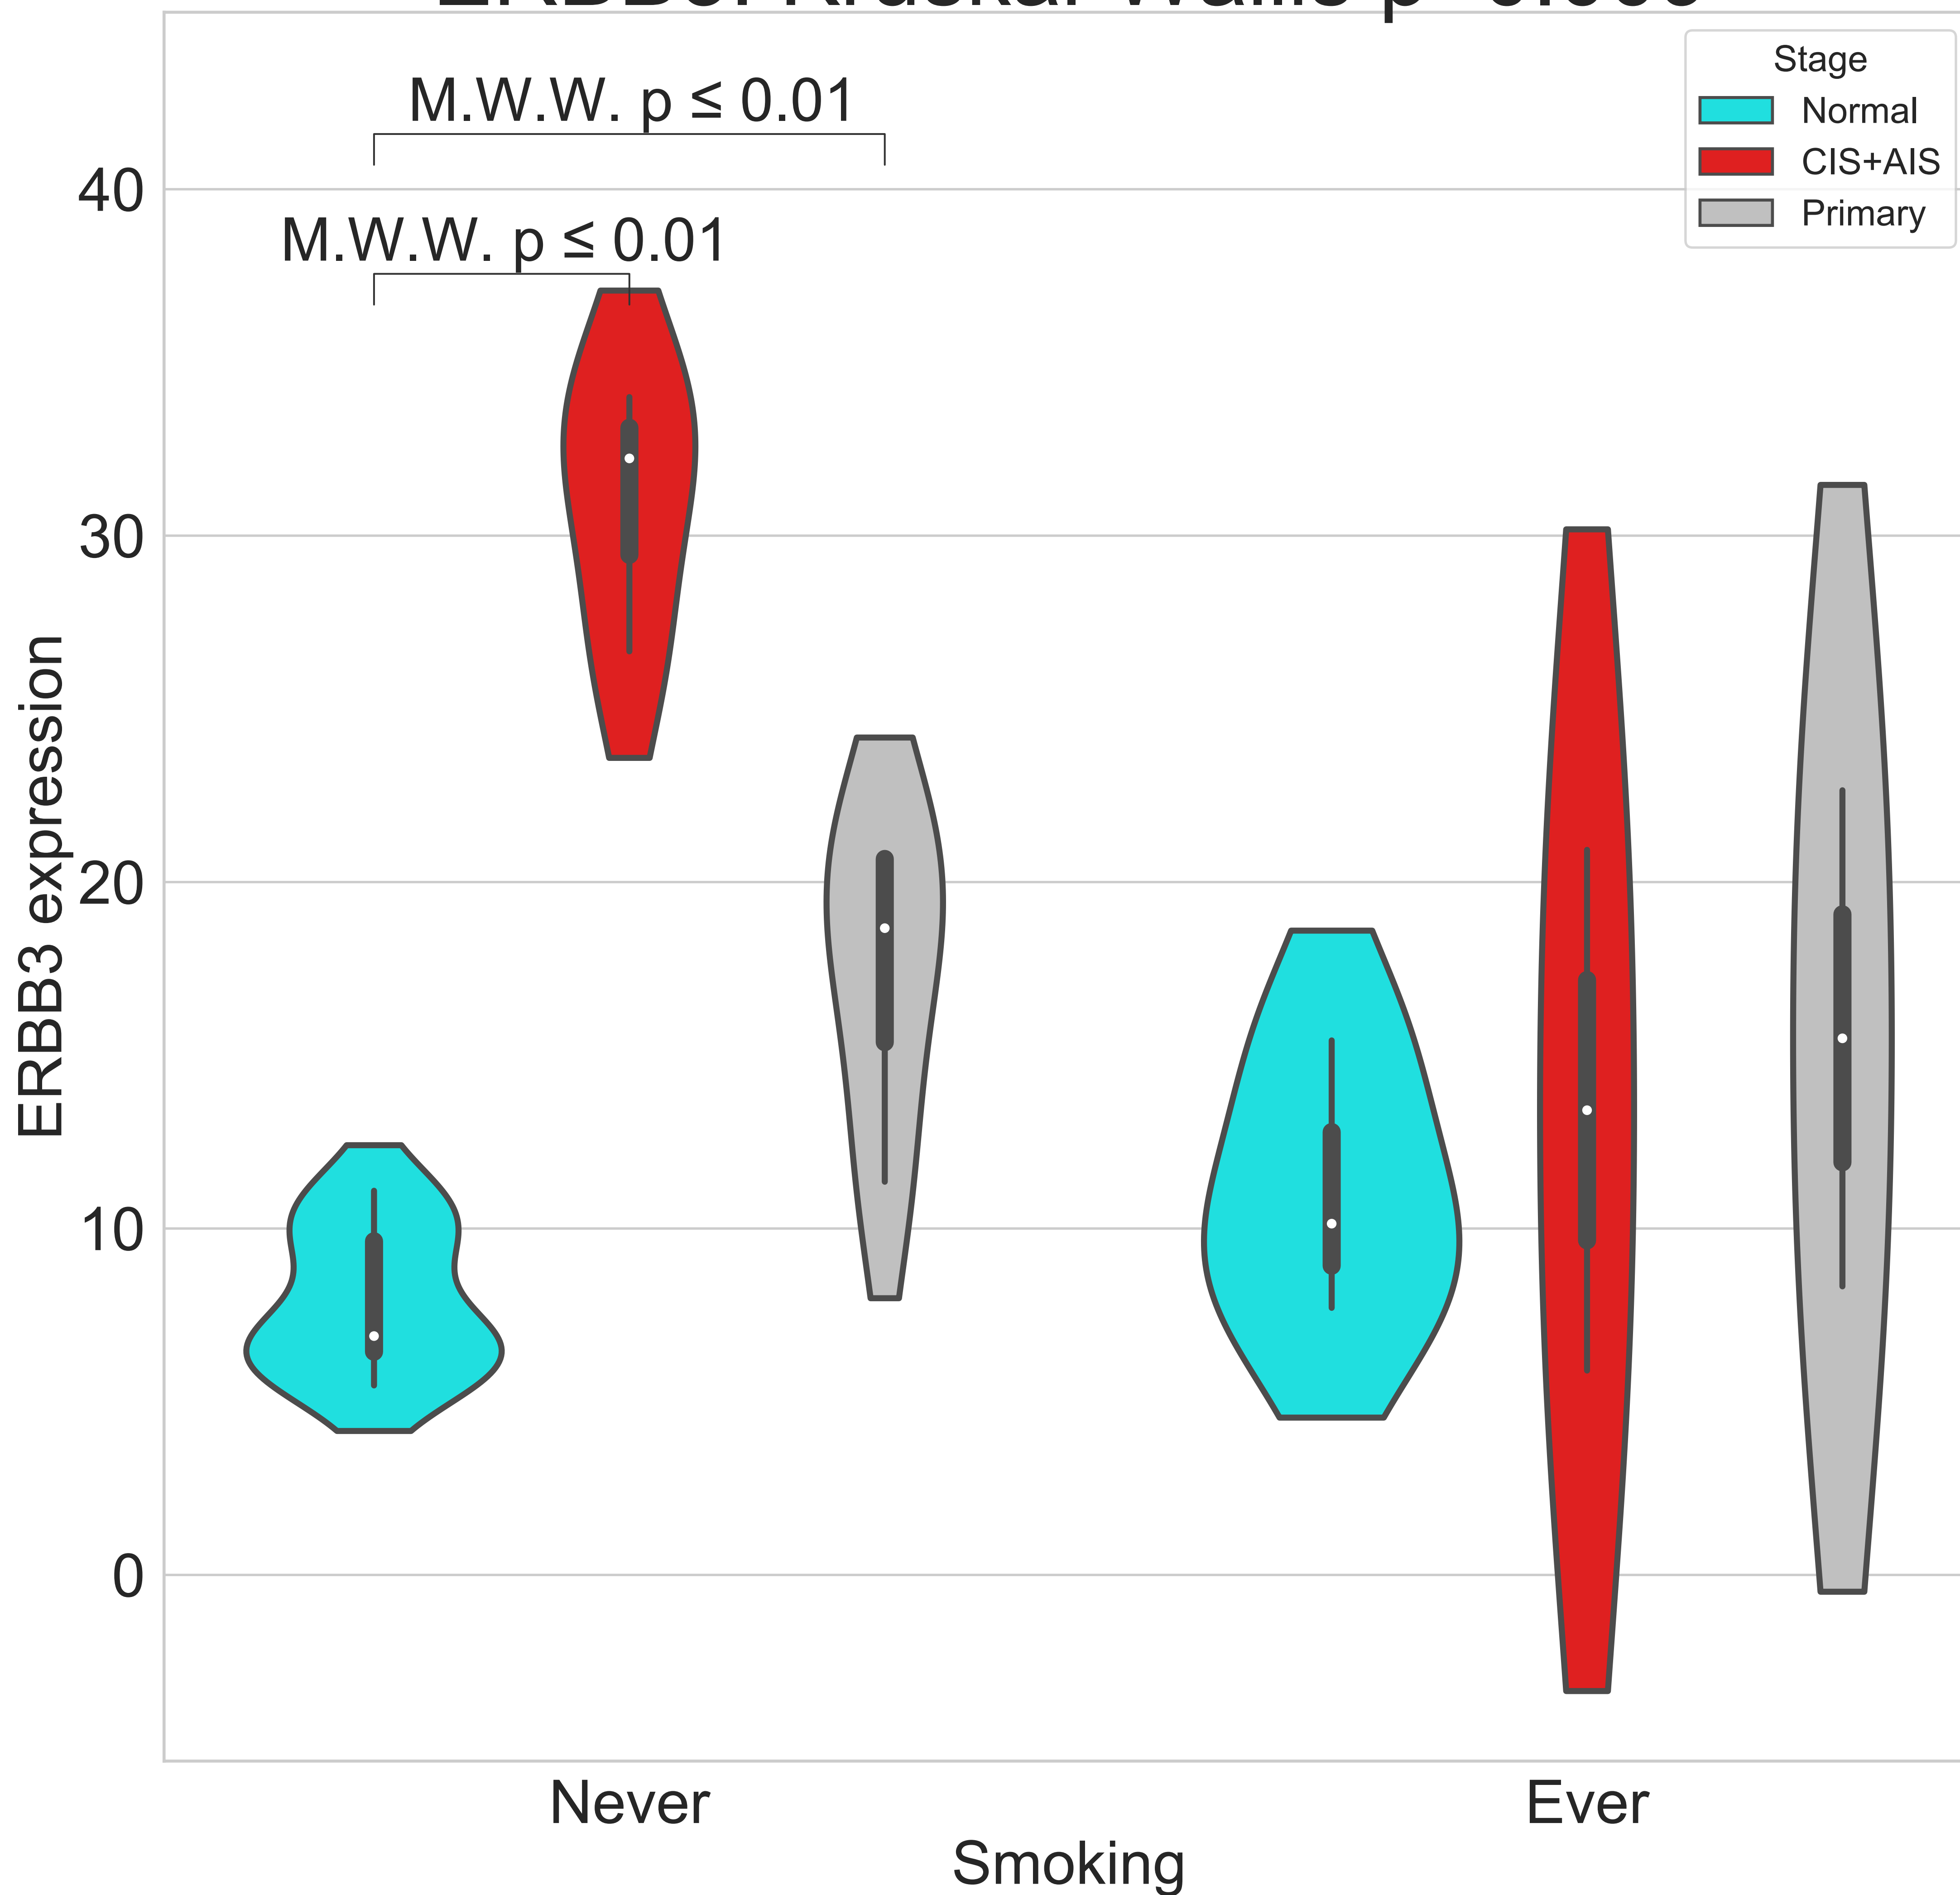 M.W.W. p ≤ 0.01
M.W.W. p ≤ 0.01
Stage
Normal
CIS+AIS
Primary
40
30
20
10
0
ERBB3 expression
Never
Ever
Smoking